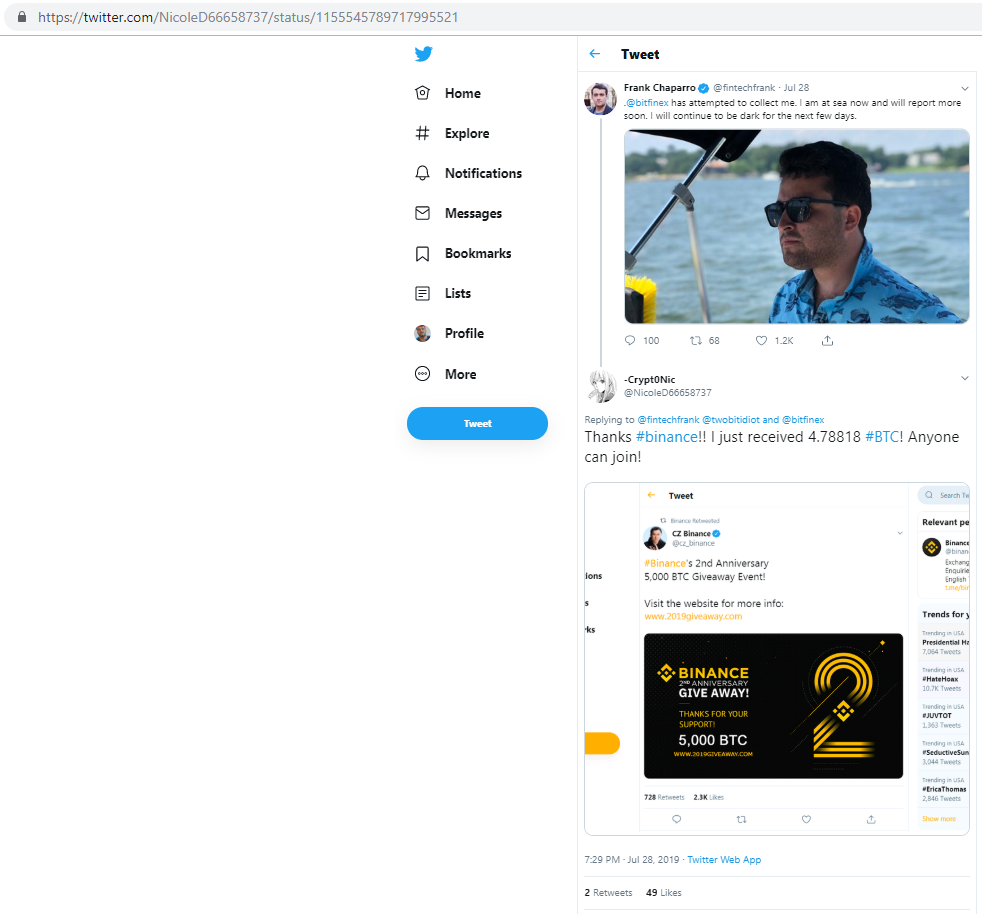 https://twitter.com/NicoleD66658737/status/1155545789717995521
Home
Explore
Notifications
Messages
Bookmarks
Lists
Profile
More
Tweet
Tweet
Frank Chaparro @fintechfrank · Jul 28
.@bitfinex has attempted to collect me. I am at sea now and will report more
soon. I will continue to be dark for the next few days.
100 68 1.2K
-Crypt0Nic
@NicoleD66658737
Replying to @fintechfrank @twobitidiot and @bitfinex
Thanks #binance!! I just received 4.78818 #BTC! Anyone
can join!
ions
s
rks
Tweet
Binance Retweeted
CZ Binance
@cz_binance
#Binance's 2nd Anniversary
5,000 BTC Giveaway Event!
Visit the website for more info:
www.2019giveaway.com
BINANCE
2ND ANNIVERSARY
GIVE AWAY!
THANKS FOR YOUR
SUPPORT!
5,000 BTC
WWW.2019GIVEAWAY.COM
2
728 Retweets 2.3K Likes
Search Tw
Relevant pe
Binance
@binan
Exchang
Enquirie
English
t.me/bin
Trends for y
Trending in USA
Presidential Ha
7,064 Tweets
Trending in USA
#HateHoax
10.7K Tweets
Trending in USA
#JUVTOT
1,363 Tweets
Trending in USA
#SeductiveSun
3,044 Tweets
Trending in USA
#EricaThomas
2,846 Tweets
Show more
7:29 PM · Jul 28, 2019 · Twitter Web App
2 Retweets 49 Likes